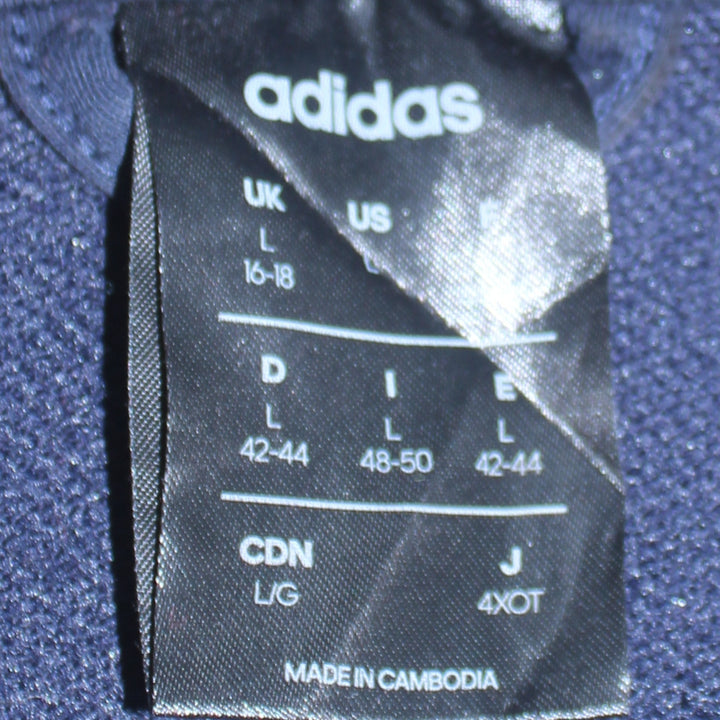 adidas
UK US F
L L
16-18
D I E
L L L
42-44 48-50 42-44
CDN J
L/G 4XOT
MADE IN CAMBODIA